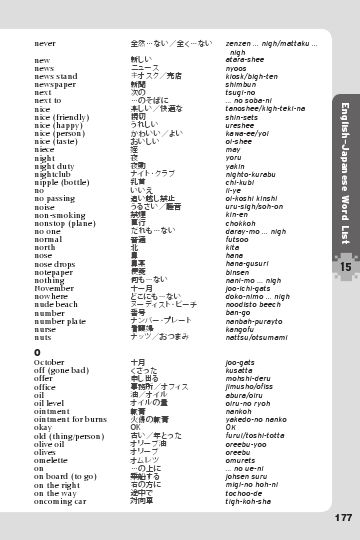 never 全然…ない／全く…ない zenzen ... nigh/mattaku ...
nigh
new 新しい atara-shee
news ニュース nyoos
news stand キオスク／売店 kiosk/bigh-ten
newspaper 新聞 shimbun
next 次の tsugi-no
next to …のそばに ... no soba-ni
nice 楽しい／快適な tanoshee/kigh-teki-na
nice (friendly) 親切 shin-sets
nice (happy) うれしい ureshee
nice (person) かわいい／よい kawa-ee/yoi
nice (taste) おいしい oi-shee
niece 姪 may
night 夜 yoru
night duty 夜勤 yakin
nightclub ナイト・クラブ nighto-kurabu
nipple (bottle) 乳首 chi-kubi
no いいえ ii-ye
no passing 追い越し禁止 oi-koshi kinshi
noise うるさい／騒音 uru-sigh/soh-on
non-smoking 禁煙 kin-en
nonstop (plane) 直行 chokkoh
no one だれも…ない daray-mo ... nigh
normal 普通 futsoo
north 北 kita
nose 鼻 hana
nose drops 鼻薬 hana-gusuri
notepaper 便箋 binsen
nothing 何も…ない nani-mo ... nigh
November 十一月 joo-ichi-gats
nowhere どこにも…ない doko-nimo ... nigh
nude beach ヌーディスト・ビーチ noodisto beech
number 番号 ban-go
number plate ナンバー・プレート nanbah-purayto
nurse 看護婦 kangofu
nuts ナッツ／おつまみ nattsu/otsumami
O
October 十月 joo-gats
off (gone bad) くさった kusatta
offer 申し出る mohshi-deru
office 事務所／オフィス jimusho/ofiss
oil 油／オイル abura/oiru
oil level オイルの量 oiru-no ryoh
ointment 軟膏 nankoh
ointment for burns 火傷の軟膏 yakedo-no nanko
okay OK OK
old (thing/person) 古い／年とった furui/toshi-totta
olive oil オリーブ油 oreebu-yoo
olives オリーブ oreebu
omelette オムレツ omurets
on …の上に ... no ue-ni
on board (to go) 乗船する johsen suru
on the right 右の方に migi-no hoh-ni
on the way 途中で tochoo-de
oncoming car 対向車 tigh-koh-sha
English–Japanese Word List
15
177